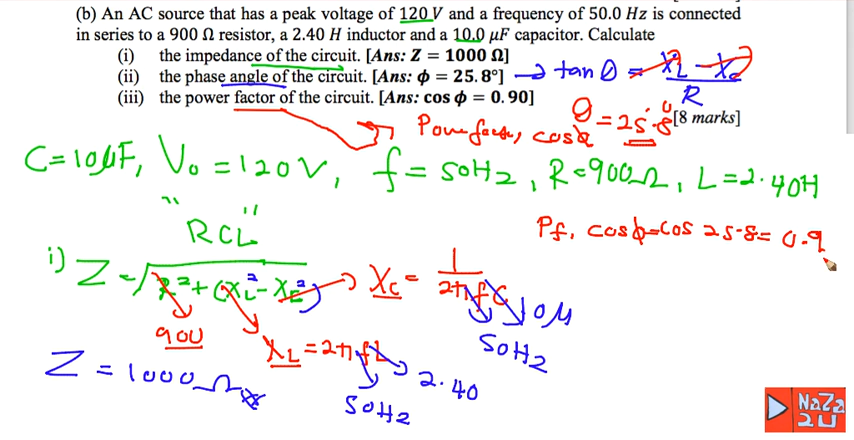 (b) An AC source that has a peak voltage of 120 V and a frequency of 50.0 Hz is connected
in series to a 900 Ω resistor, a 2.40 H inductor and a 10.0 μF capacitor. Calculate
(i) the impedance of the circuit. [Ans: Z = 1000 Ω]
(ii) the phase angle of the circuit. [Ans: ϕ = 25.8°] → tan θ = XL - Xc / R
(iii) the power factor of the circuit. [Ans: cos ϕ = 0.90]
θ = 25.8°
[8 marks]
Power factor, cos ϕ
C=10μF, V₀ = 120V, f = 50Hz, R=900Ω, L=2.40H
"RCL"
Pf, cos ϕ=cos 25.8= 0.9
i) Z = √R²+(XL²-Xc²) → Xc = 1 / 2πfC
900
10μ
50Hz
XL = 2πfL
2.40
50Hz
Z = 1000Ω
NaZa
2U